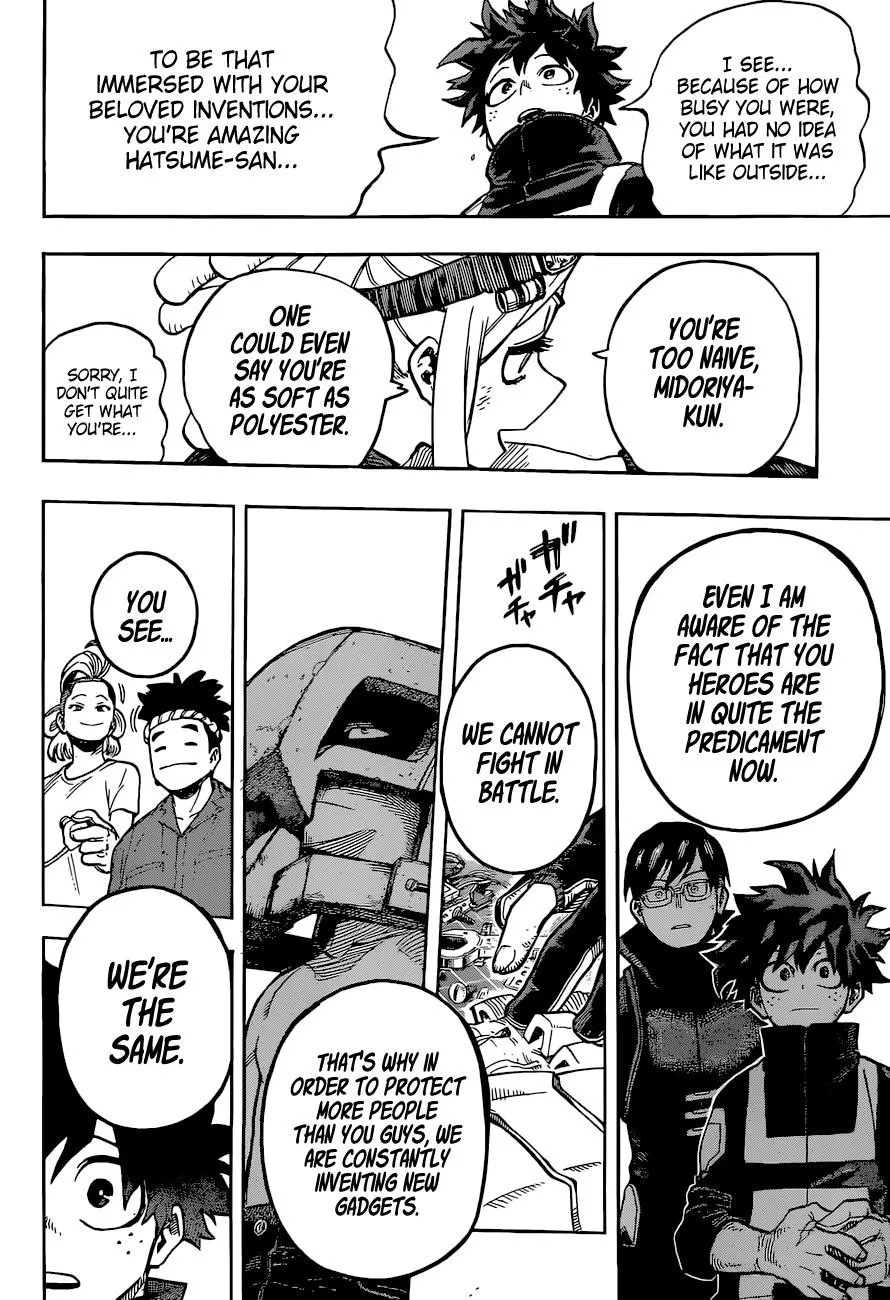 I SEE...
BECAUSE OF HOW
BUSY YOU WERE,
YOU HAD NO IDEA
OF WHAT IT WAS
LIKE OUTSIDE...
TO BE THAT
IMMERSED WITH YOUR
BELOVED INVENTIONS...
YOU'RE AMAZING
HATSUME-SAN...
YOU'RE
TOO NAIVE,
MIDORIYA-
KUN.
ONE
COULD EVEN
SAY YOU'RE
AS SOFT AS
POLYESTER.
SORRY, I
DON'T QUITE
GET WHAT
YOU'RE...
EVEN I AM
AWARE OF THE
FACT THAT YOU
HEROES ARE
IN QUITE THE
PREDICAMENT
NOW.
ガチャ
ガチャ
WE CANNOT
FIGHT IN
BATTLE.
THAT'S WHY IN
ORDER TO PROTECT
MORE PEOPLE
THAN YOU GUYS, WE
ARE CONSTANTLY
INVENTING NEW
GADGETS.
YOU
SEE...
WE'RE
THE
SAME.